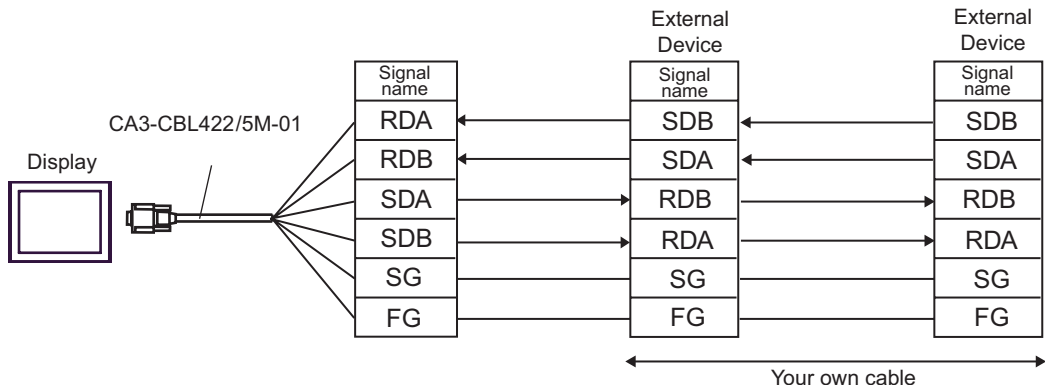 External
Device
External
Device
Signal
name
Signal
name
Signal
name
CA3-CBL422/5M-01
Display
RDA
SDB
SDB
RDB
SDA
SDA
SDA
RDB
RDB
SDB
RDA
RDA
SG
SG
SG
FG
FG
FG
Your own cable